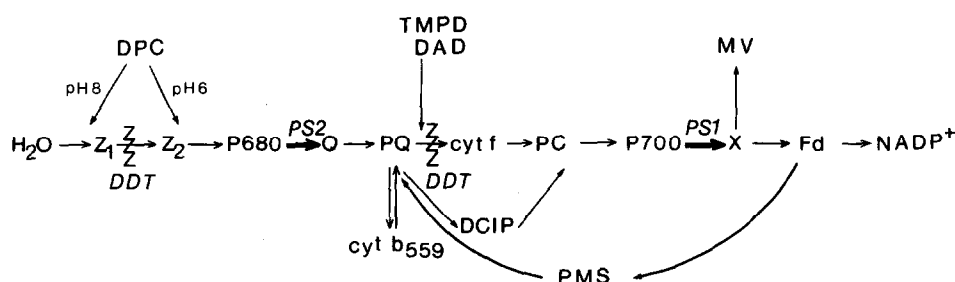 TMPD
DPC DAD MV
pH8 pH6
H₂O Z₁ Z₂ P680 PS2 Q PQ cyt f PC P700 PS1 X Fd NADP⁺
DDT DDT
DCIP
cyt b₅₅₉
PMS